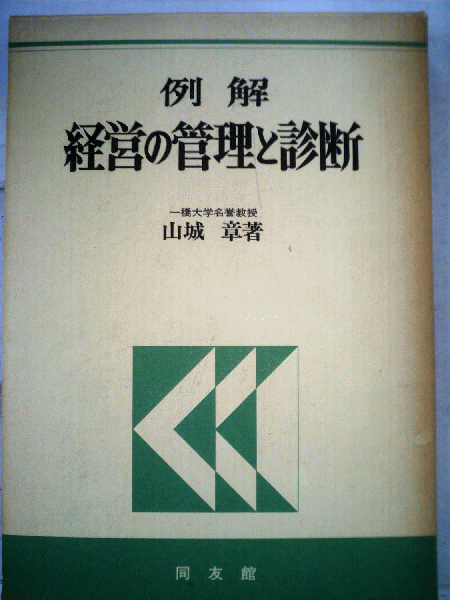 例解
経営の管理と診断
一橋大学名誉教授
山城 章著
同友館